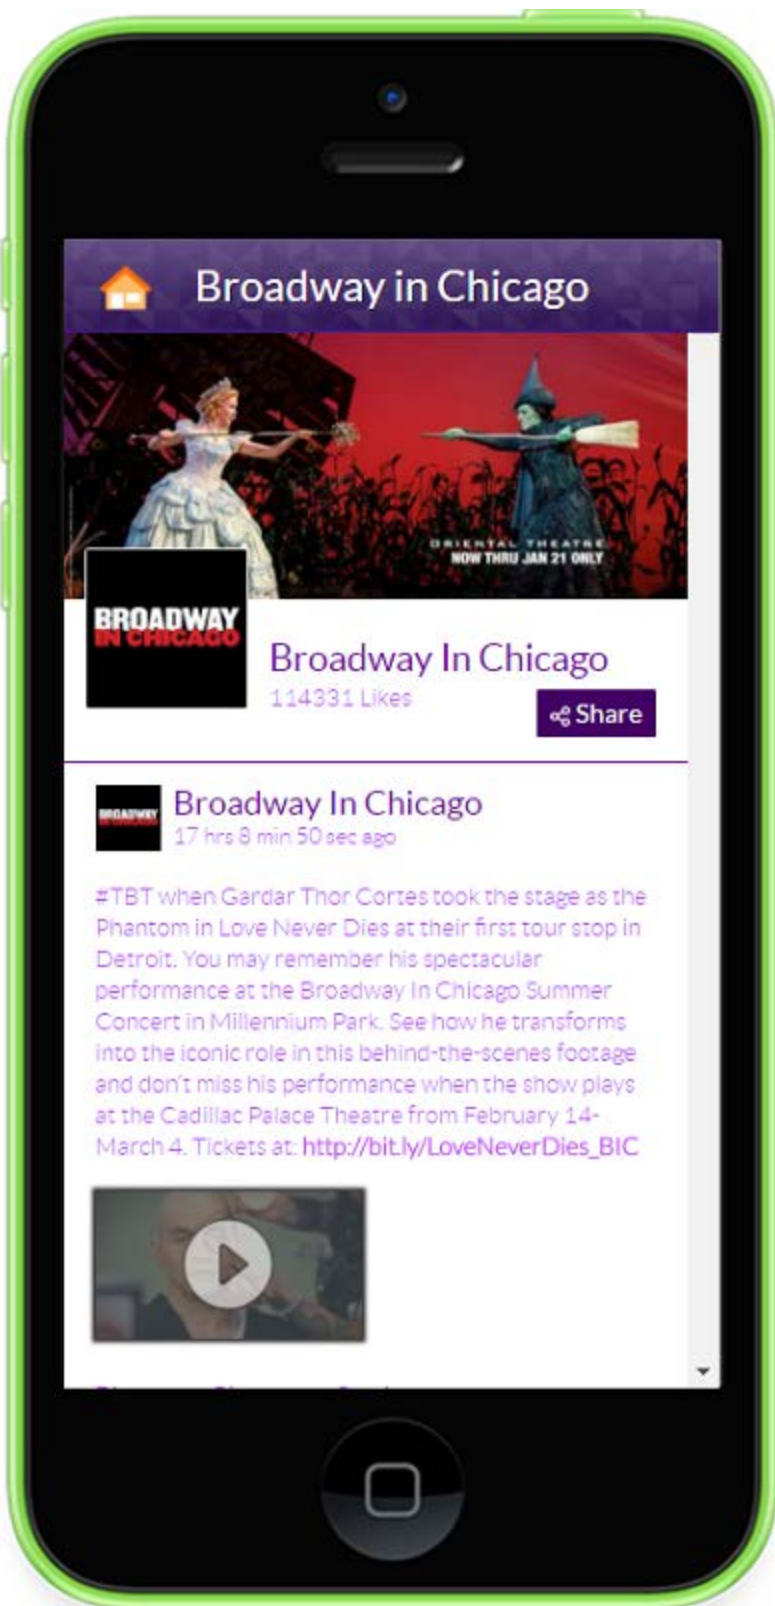 Broadway in Chicago
ORIENTAL THEATRE
NOW THRU JAN 21 ONLY
BROADWAY
IN CHICAGO
Broadway In Chicago
114331 Likes
Share
BROADWAY
IN CHICAGO
Broadway In Chicago
17 hrs 8 min 50 sec ago
#TBT when Gardar Thor Cortes took the stage as the
Phantom in Love Never Dies at their first tour stop in
Detroit. You may remember his spectacular
performance at the Broadway In Chicago Summer
Concert in Millennium Park. See how he transforms
into the iconic role in this behind-the-scenes footage
and don't miss his performance when the show plays
at the Cadillac Palace Theatre from February 14-
March 4. Tickets at: http://bit.ly/LoveNeverDies_BIC